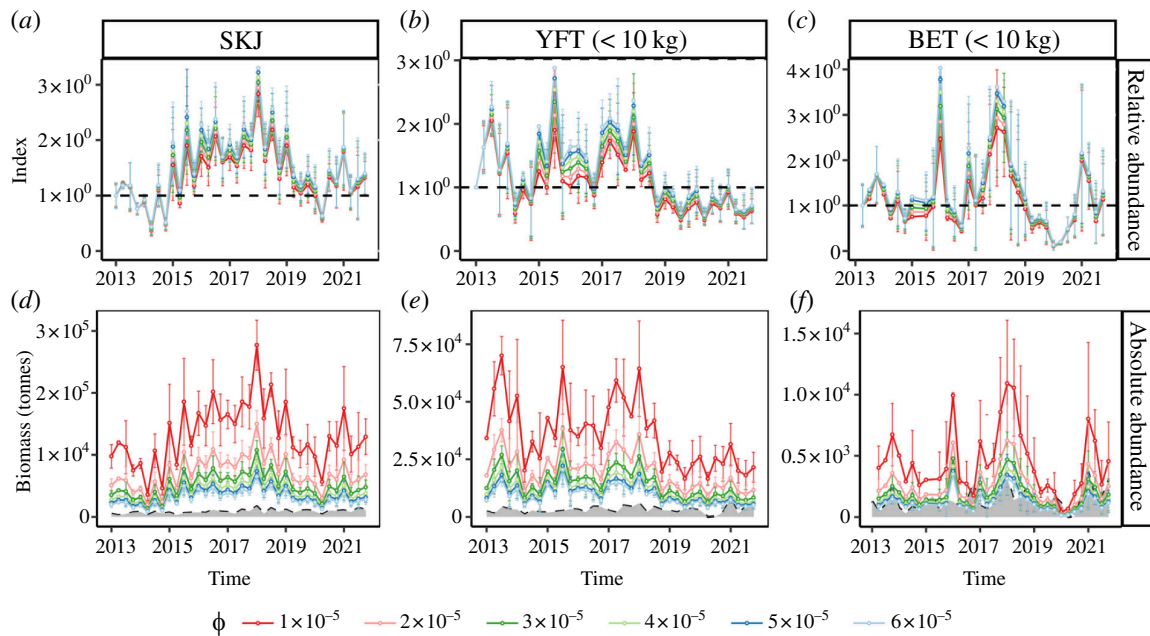 (a) (b) (c)
SKJ YFT (< 10 kg) BET (< 10 kg)
3×10⁰ 3×10⁰ 4×10⁰
3×10⁰
2×10⁰ 2×10⁰
2×10⁰
1×10⁰ 1×10⁰ 1×10⁰
0 0 0
Index
Relative abundance
2013 2015 2017 2019 2021 2013 2015 2017 2019 2021 2013 2015 2017 2019 2021
(d) (e) (f)
3×10⁵ 7.5×10⁴ 1.5×10⁴
2×10⁵ 5.0×10⁴ 1.0×10⁴
1×10⁴ 2.5×10⁴ 0.5×10³
0 0 0
Biomass (tonnes)
Absolute abundance
2013 2015 2017 2019 2021 2013 2015 2017 2019 2021 2013 2015 2017 2019 2021
Time Time Time
ϕ 1×10⁻⁵ 2×10⁻⁵ 3×10⁻⁵ 4×10⁻⁵ 5×10⁻⁵ 6×10⁻⁵